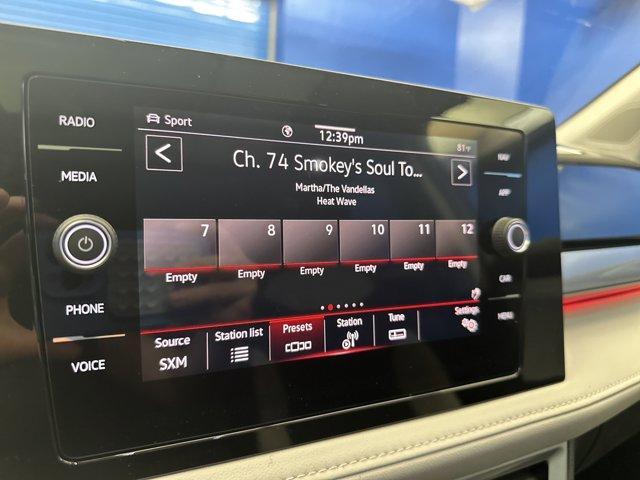 RADIO
MEDIA
PHONE
VOICE
Sport
12:39pm
81°F
Ch. 74 Smokey's Soul To...
Martha/The Vandellas
Heat Wave
7 8 9 10 11 12
Empty Empty Empty Empty Empty Empty
Source Station list Presets Station Tune Settings
SXM
NAV
APP
CAR
MENU